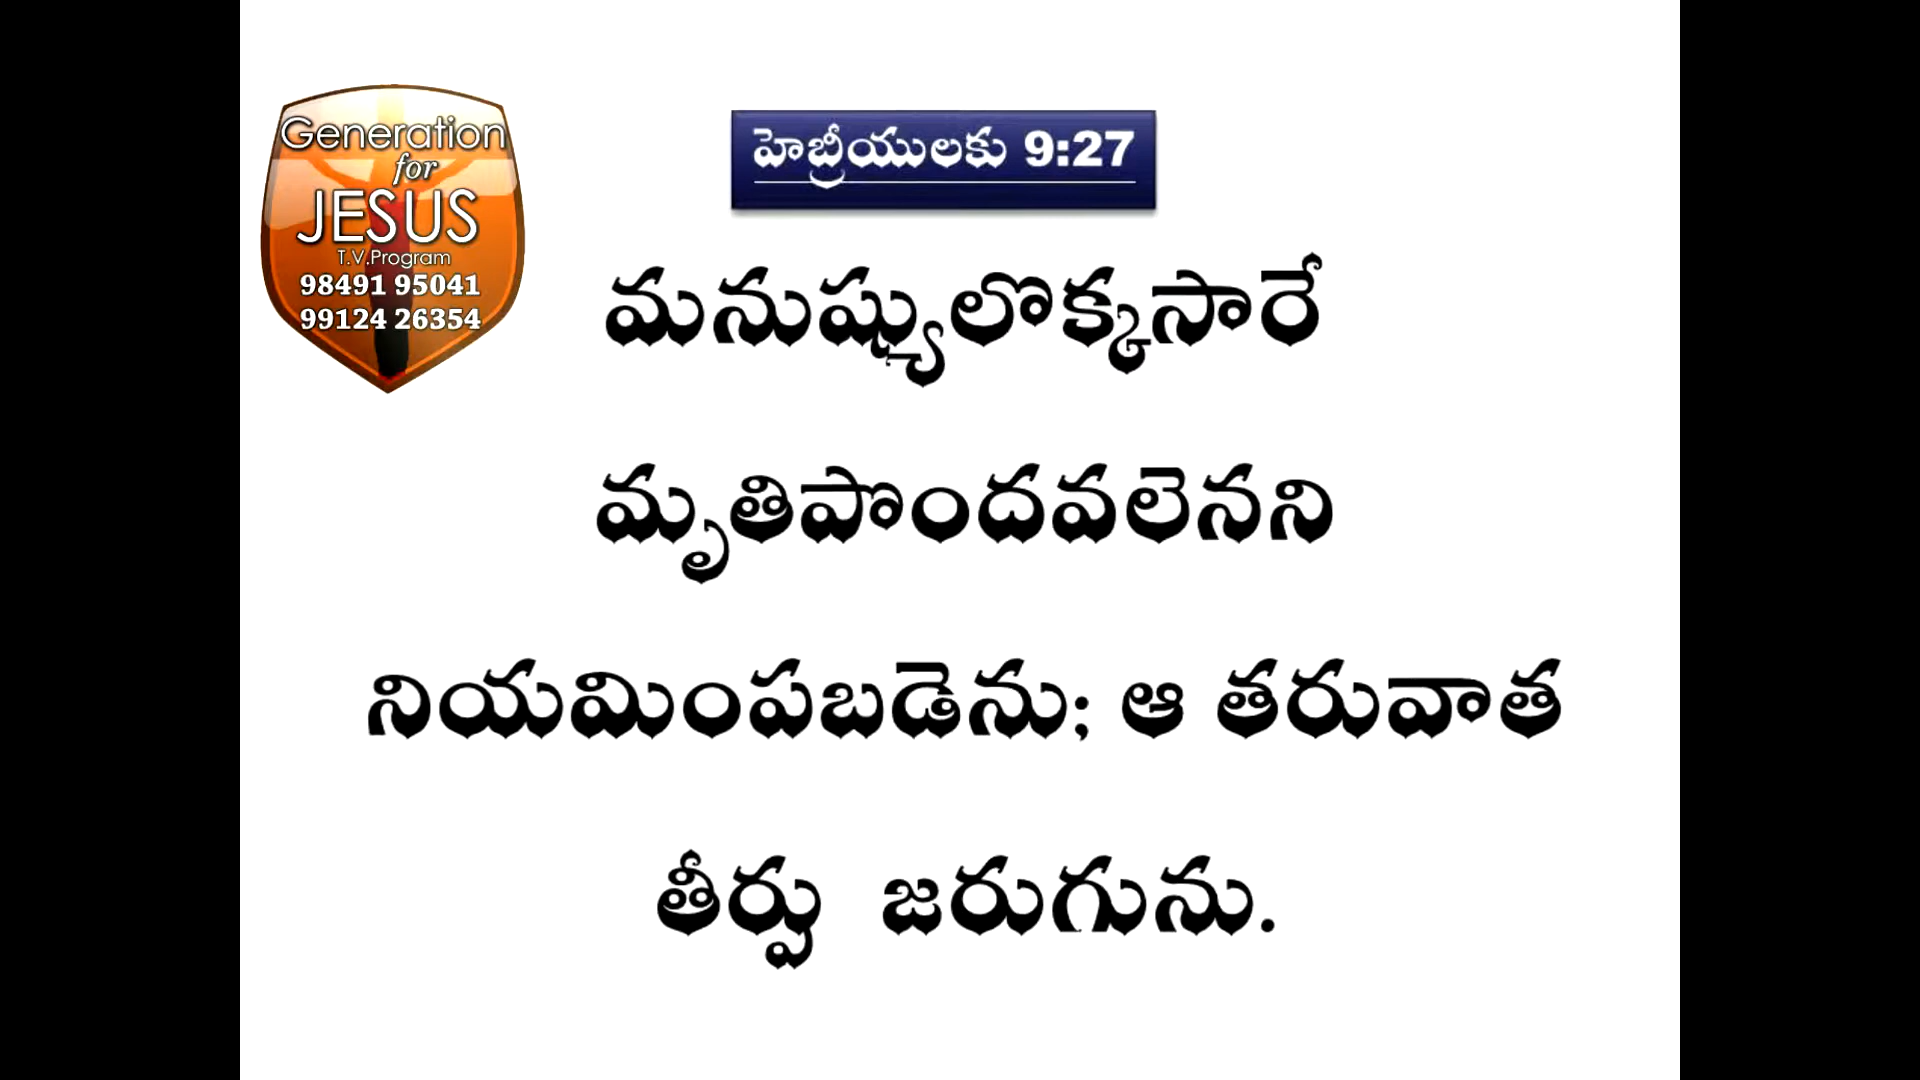 Generation
for
JESUS
T.V.Program
98491 95041
99124 26354
హెబ్రీయులకు 9:27
మనుష్యులొక్కసారే
మృతిపొందవలెనని
నియమింపబడెను; ఆ తరువాత
తీర్పు జరుగును.